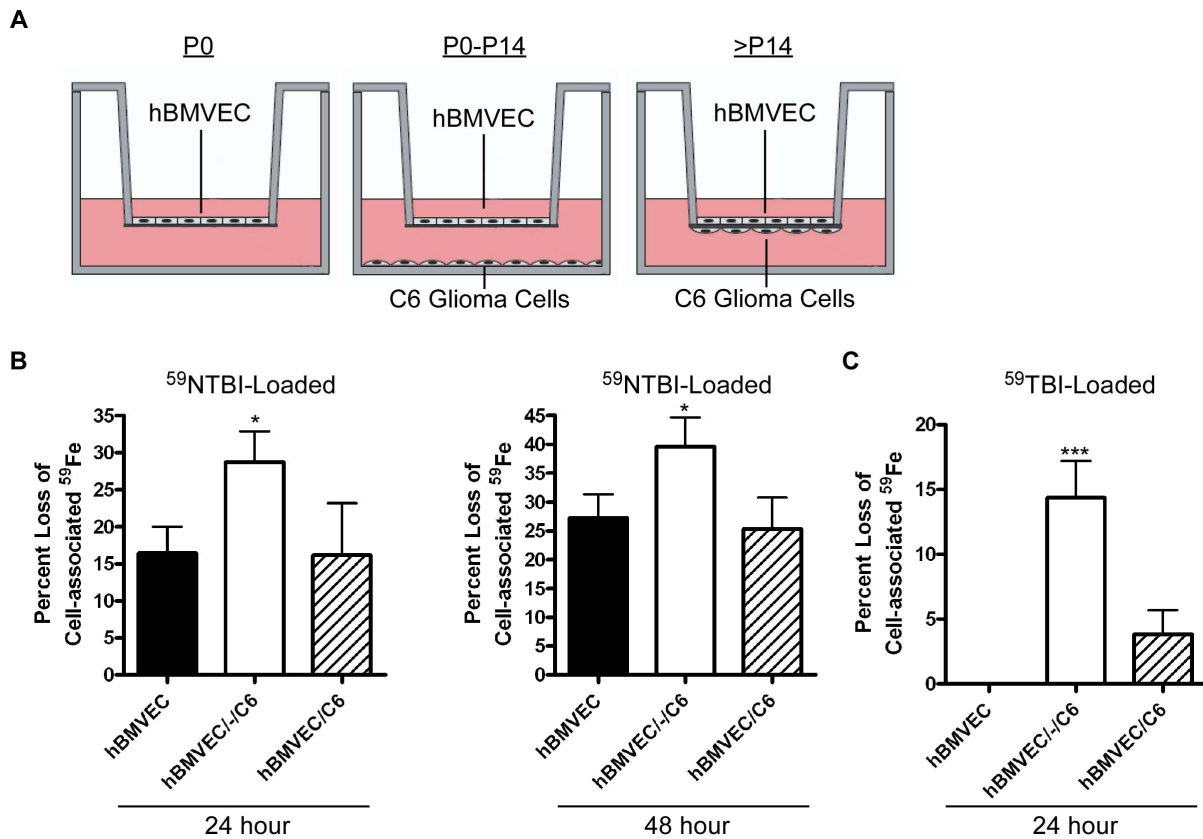 A
P0
P0-P14
>P14
hBMVEC
hBMVEC
hBMVEC
C6 Glioma Cells
C6 Glioma Cells
B
59NTBI-Loaded
Percent Loss of
Cell-associated 59Fe
35
30
25
20
15
10
5
0
*
hBMVEC
hBMVEC/-/C6
hBMVEC/C6
24 hour
59NTBI-Loaded
Percent Loss of
Cell-associated 59Fe
45
40
35
30
25
20
15
10
5
0
*
hBMVEC
hBMVEC/-/C6
hBMVEC/C6
48 hour
C
59TBI-Loaded
Percent Loss of
Cell-associated 59Fe
20
15
10
5
0
***
hBMVEC
hBMVEC/-/C6
hBMVEC/C6
24 hour